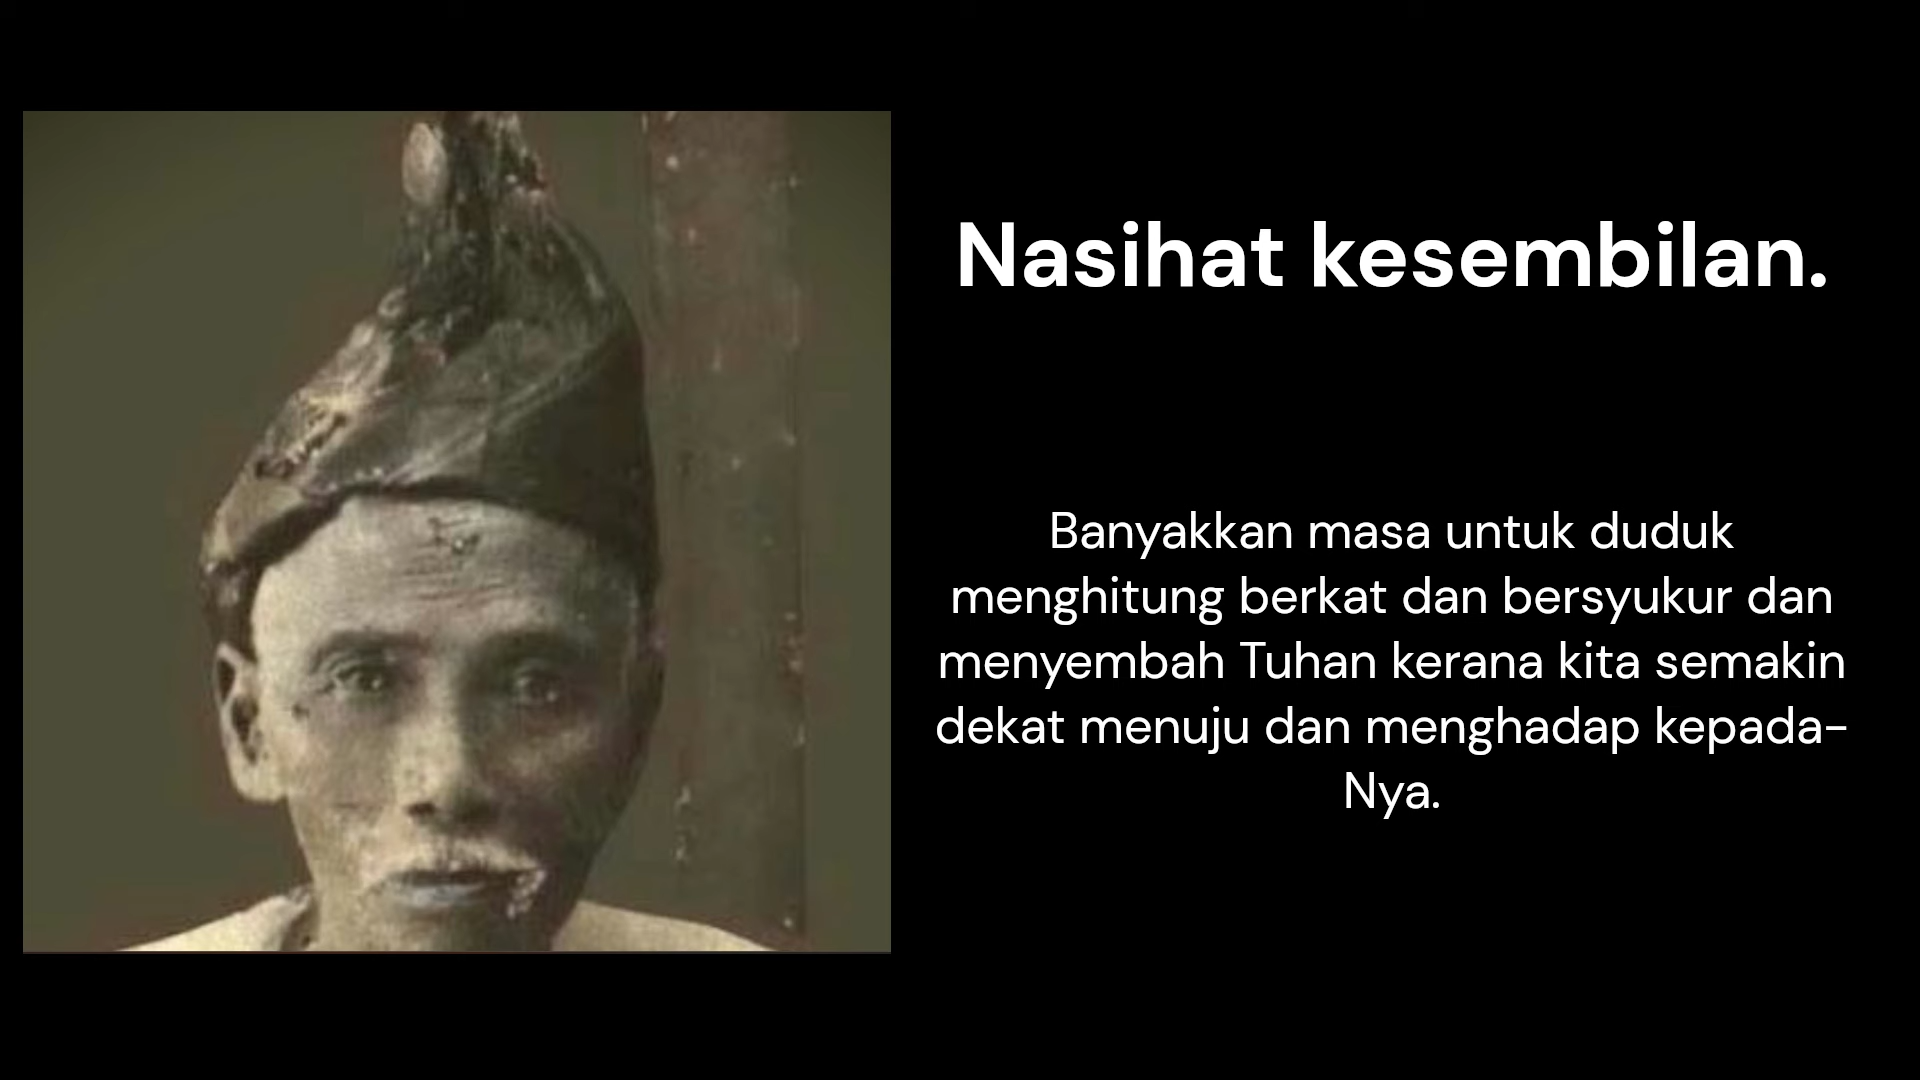 Nasihat kesembilan.
Banyakkan masa untuk duduk
menghitung berkat dan bersyukur dan
menyembah Tuhan kerana kita semakin
dekat menuju dan menghadap kepada-
Nya.